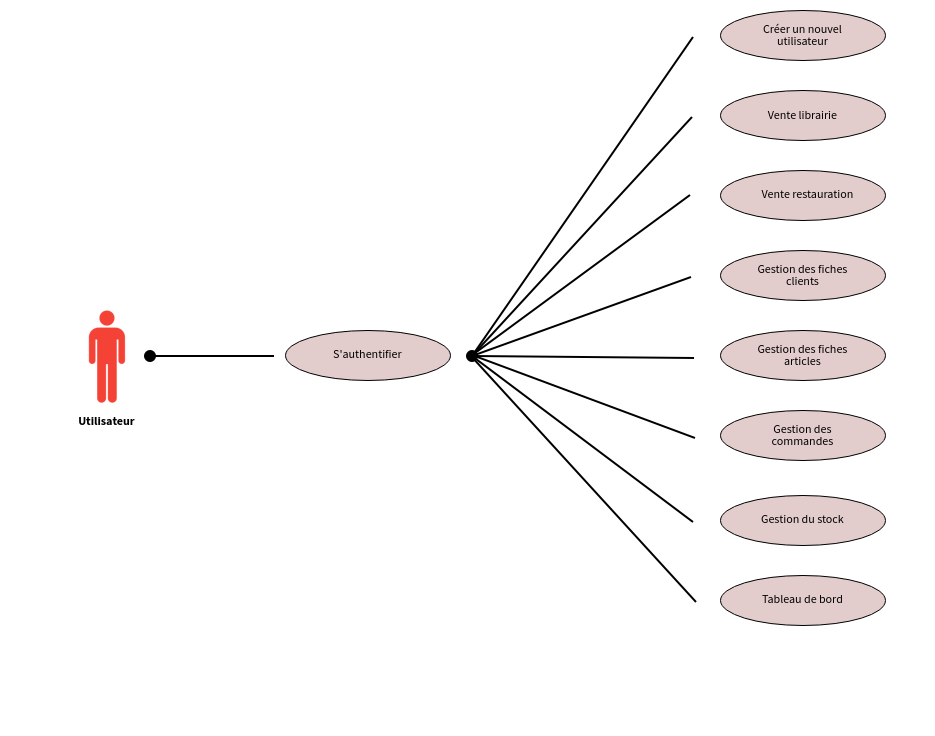 Créer un nouvel
utilisateur
Vente librairie
Vente restauration
Gestion des fiches
clients
Utilisateur
S'authentifier
Gestion des fiches
articles
Gestion des
commandes
Gestion du stock
Tableau de bord